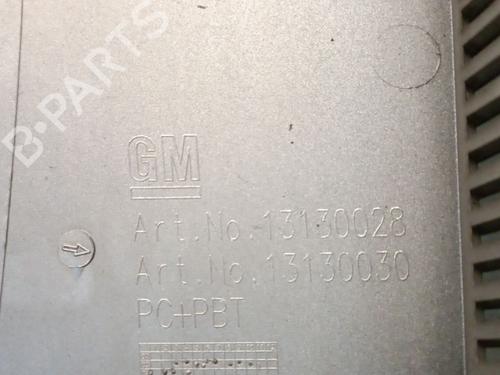 B-PARTS
GM
Art.No.13130028
Art.No.13130030
PC+PBT